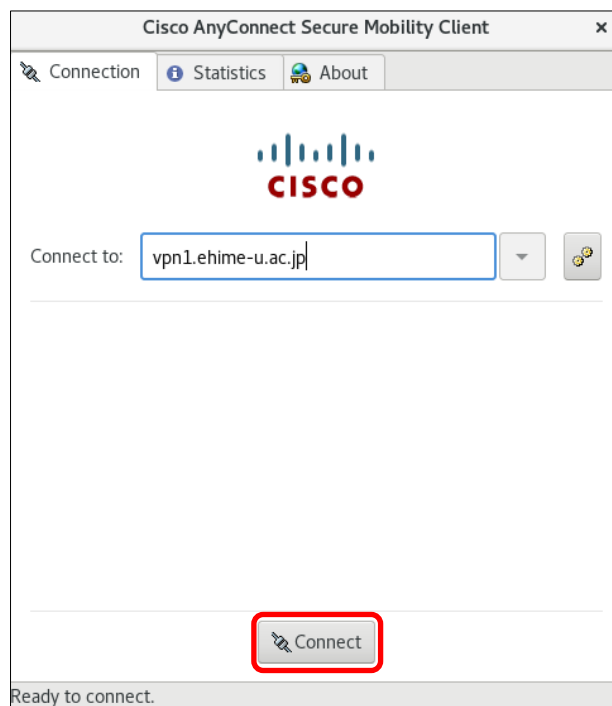 Cisco AnyConnect Secure Mobility Client
Connection
Statistics
About
CISCO
Connect to: vpn1.ehime-u.ac.jp
Connect
Ready to connect.